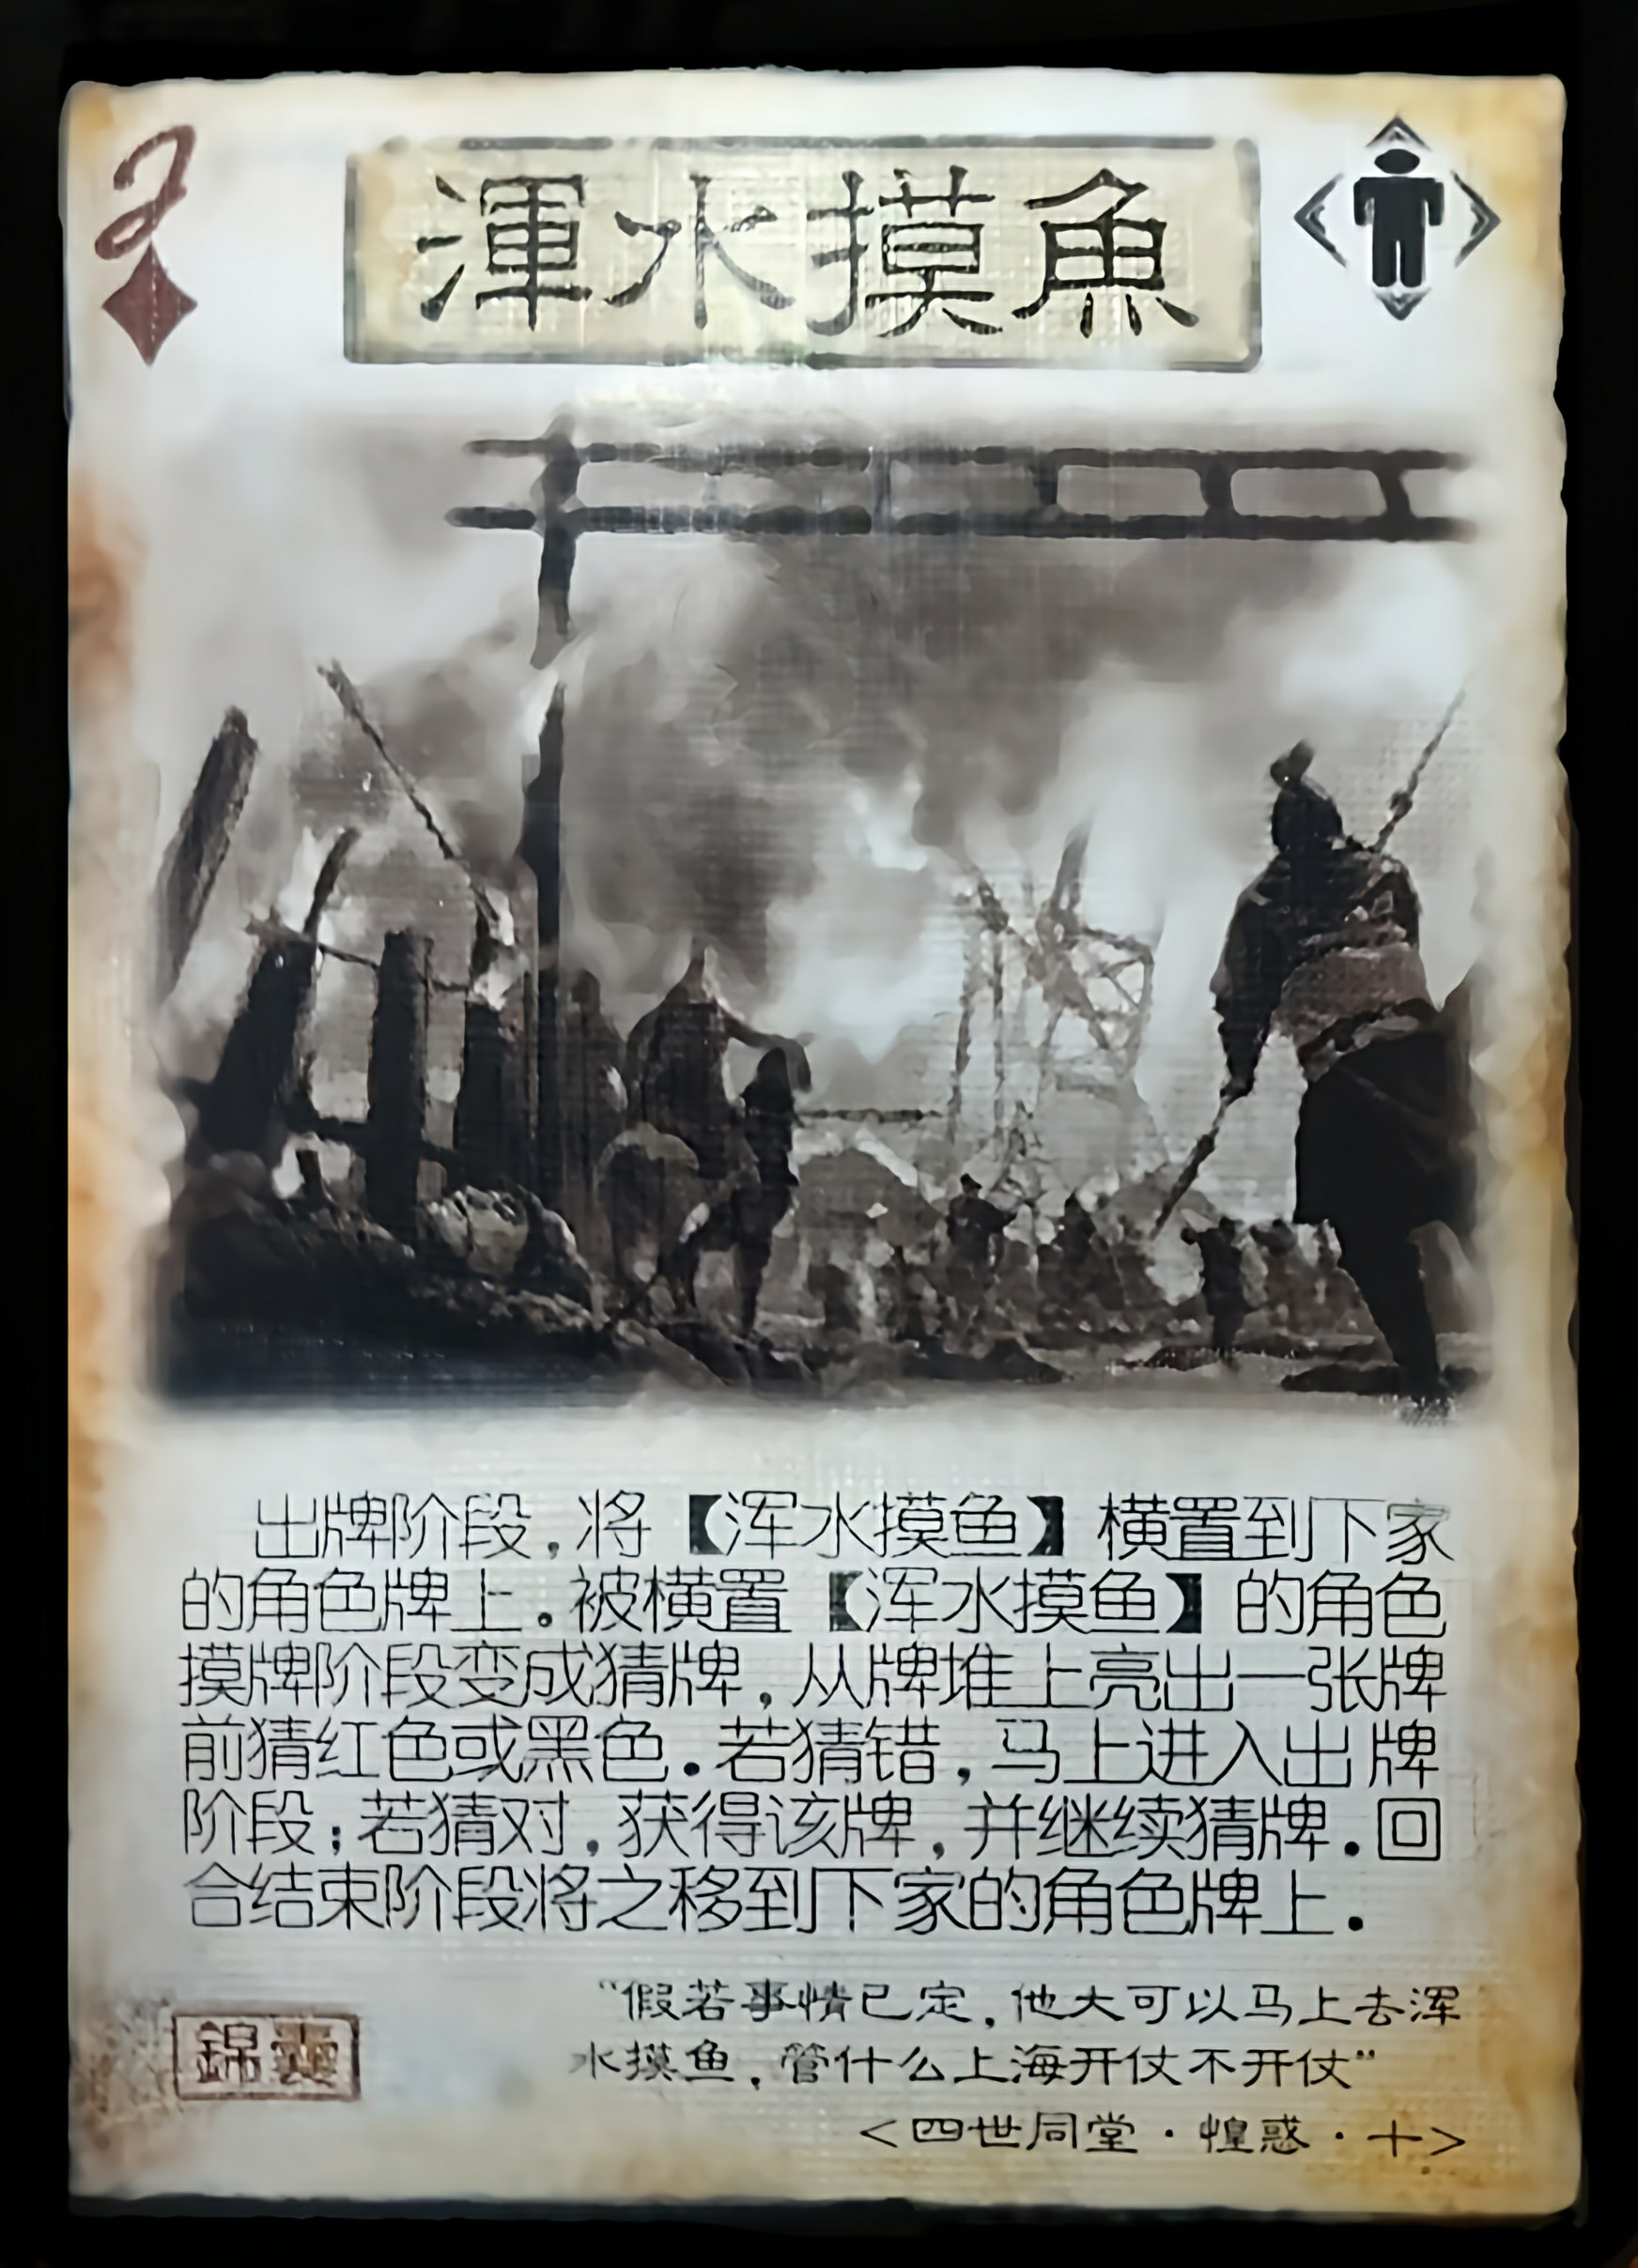 2
渾水摸魚
出牌阶段，将【浑水摸鱼】横置到下家
的角色牌上。被横置【浑水摸鱼】的角色
摸牌阶段变成猜牌，从牌堆上亮出一张牌
前猜红色或黑色。若猜错，马上进入出牌
阶段；若猜对，获得该牌，并继续猜牌。回
合结束阶段将之移到下家的角色牌上。
“假若事情已定，他大可以马上去浑
水摸鱼，管什么上海开仗不开仗”
<四世同堂·惶惑·十>
錦囊